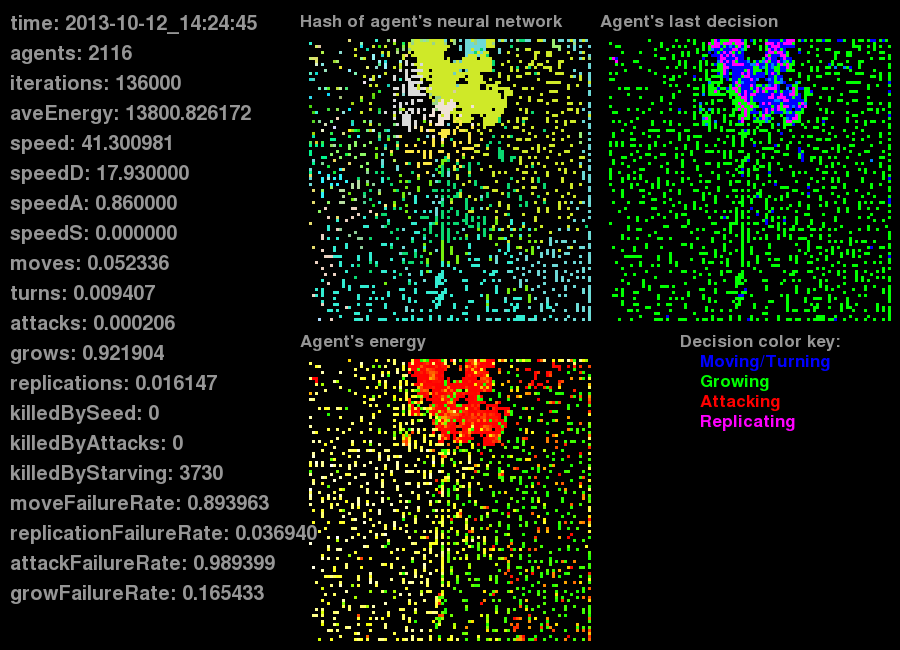 time: 2013-10-12_14:24:45
agents: 2116
iterations: 136000
aveEnergy: 13800.826172
speed: 41.300981
speedD: 17.930000
speedA: 0.860000
speedS: 0.000000
moves: 0.052336
turns: 0.009407
attacks: 0.000206
grows: 0.921904
replications: 0.016147
killedBySeed: 0
killedByAttacks: 0
killedByStarving: 3730
moveFailureRate: 0.893963
replicationFailureRate: 0.036940
attackFailureRate: 0.989399
growFailureRate: 0.165433
Hash of agent's neural network
Agent's last decision
Agent's energy
Decision color key:
Moving/Turning
Growing
Attacking
Replicating